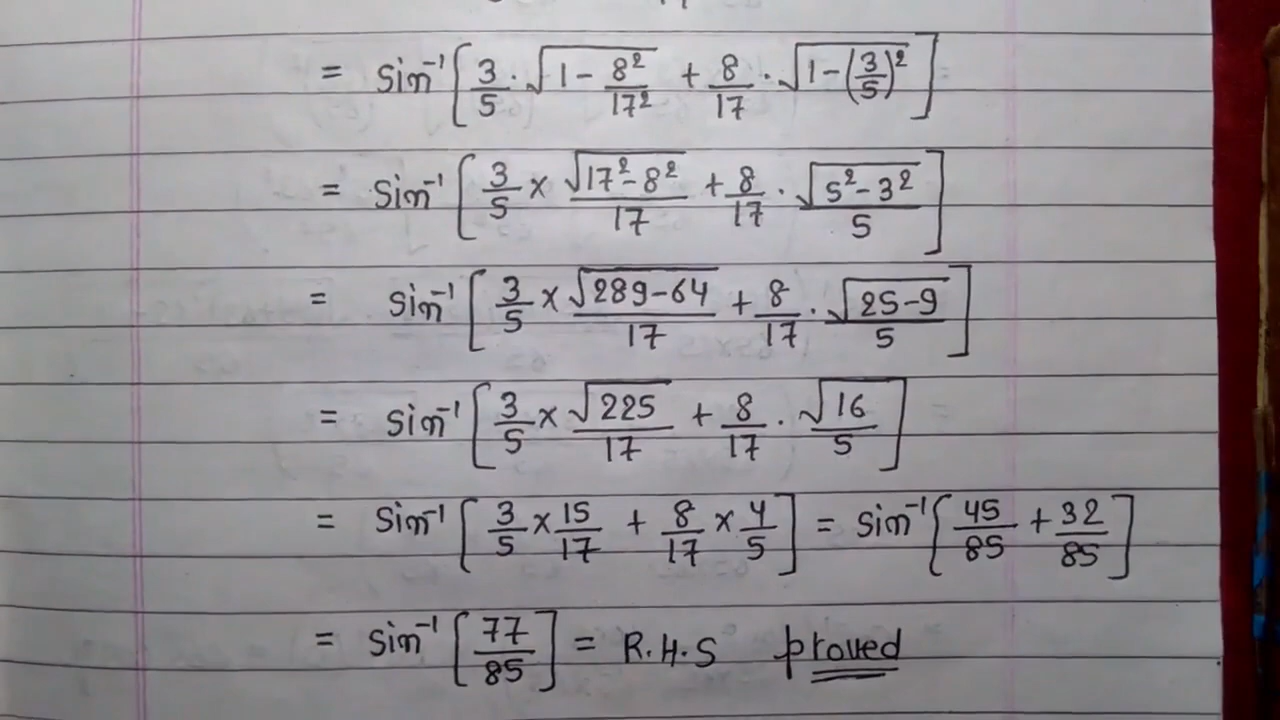 = Sin⁻¹[3/5 . √(1 - 8²/17²) + 8/17 . √(1-(3/5)²)]
= Sin⁻¹[3/5 × √(17²-8²)/17 + 8/17 . √(5²-3²)/5]
= Sin⁻¹[3/5 × √(289-64)/17 + 8/17 . √(25-9)/5]
= Sin⁻¹[3/5 × √225/17 + 8/17 . √16/5]
= Sin⁻¹[3/5 × 15/17 + 8/17 × 4/5] = Sin⁻¹[45/85 + 32/85]
= Sin⁻¹[77/85] = R.H.S proved